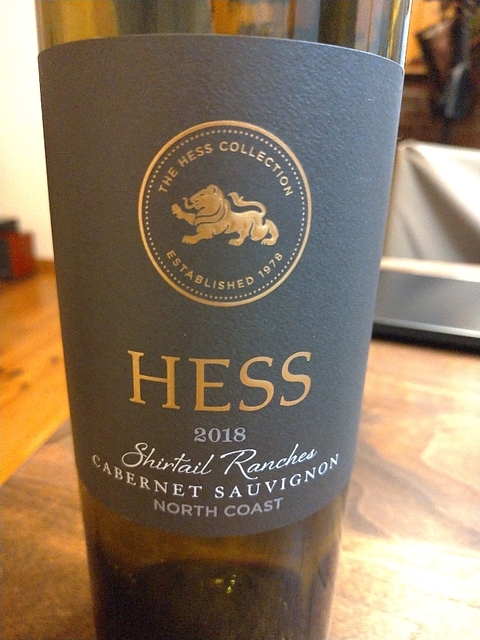 THE HESS COLLECTION
ESTABLISHED 1978
HESS
2018
Shirtail Ranches
CABERNET SAUVIGNON
NORTH COAST